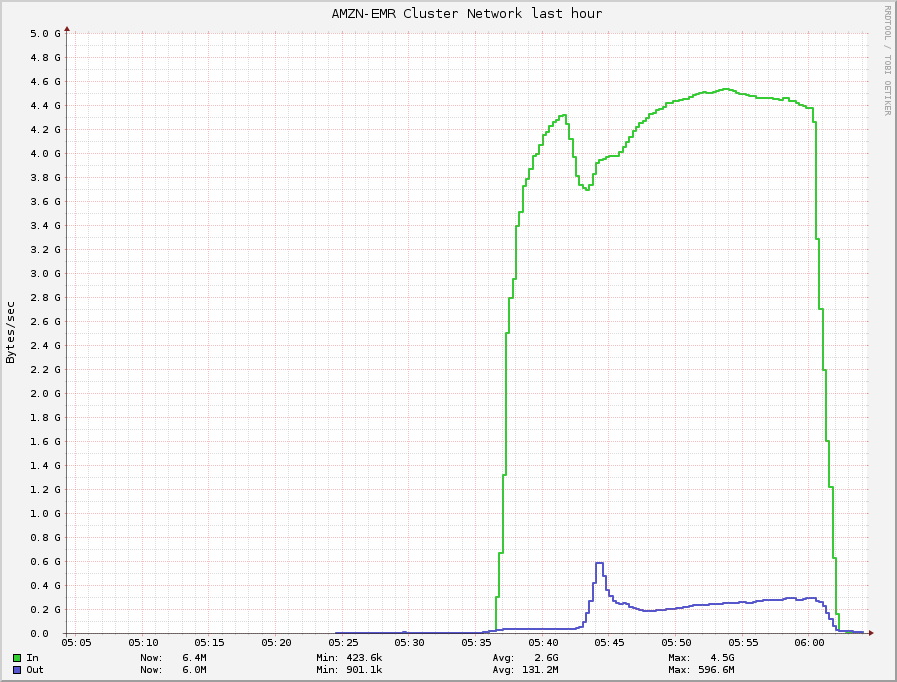 AMZN-EMR Cluster Network last hour
RRDTOOL / TOBI OETIKER
Bytes/sec
5.0 G
4.8 G
4.6 G
4.4 G
4.2 G
4.0 G
3.8 G
3.6 G
3.4 G
3.2 G
3.0 G
2.8 G
2.6 G
2.4 G
2.2 G
2.0 G
1.8 G
1.6 G
1.4 G
1.2 G
1.0 G
0.8 G
0.6 G
0.4 G
0.2 G
0.0
05:05 05:10 05:15 05:20 05:25 05:30 05:35 05:40 05:45 05:50 05:55 06:00
In Now: 6.4M Min: 423.6k Avg: 2.6G Max: 4.5G
Out Now: 6.0M Min: 901.1k Avg: 131.2M Max: 596.6M